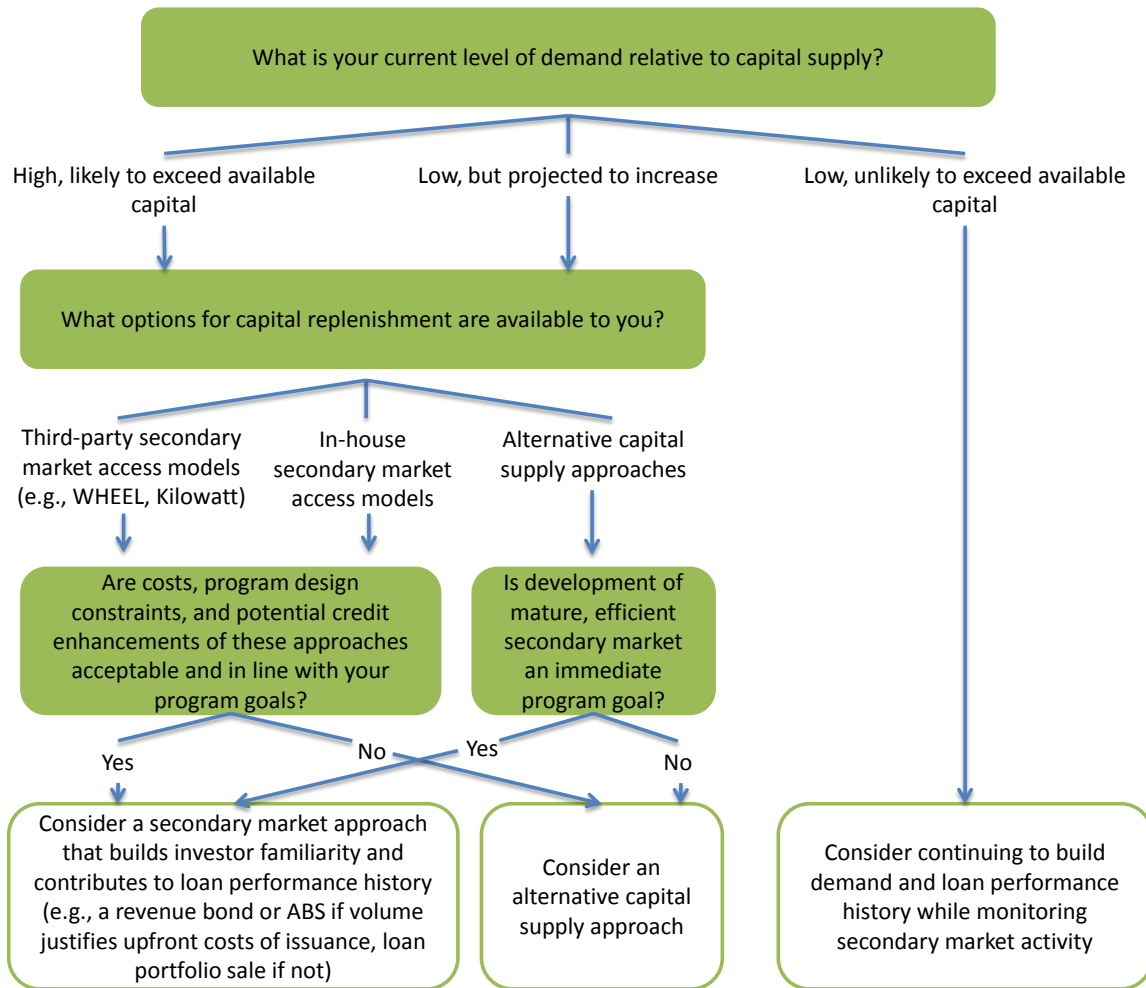 What is your current level of demand relative to capital supply?
High, likely to exceed available
capital
Low, but projected to increase
Low, unlikely to exceed available
capital
What options for capital replenishment are available to you?
Third-party secondary
market access models
(e.g., WHEEL, Kilowatt)
In-house
secondary market
access models
Alternative capital
supply approaches
Are costs, program design
constraints, and potential credit
enhancements of these approaches
acceptable and in line with your
program goals?
Is development of
mature, efficient
secondary market
an immediate
program goal?
Yes
No
Yes
No
Consider a secondary market approach
that builds investor familiarity and
contributes to loan performance history
(e.g., a revenue bond or ABS if volume
justifies upfront costs of issuance, loan
portfolio sale if not)
Consider an
alternative capital
supply approach
Consider continuing to build
demand and loan performance
history while monitoring
secondary market activity